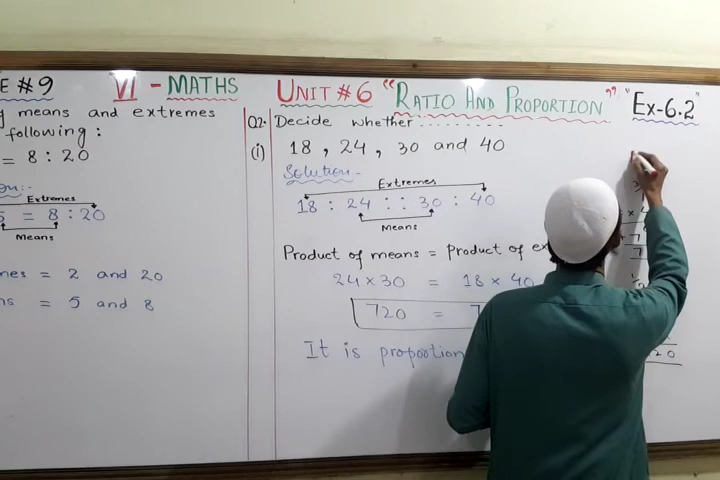 E #9 VI - MATHS UNIT #6 "RATIO AND PROPORTION" "Ex-6.2"
means and extremes
following :
= 8 : 20
Extremes
= 8 : 20
Means
= 2 and 20
= 5 and 8
Q2. Decide whether ..........
(i) 18 , 24 , 30 and 40
Solution:-
Extremes
18 : 24 : : 30 : 40
Means
Product of means = Product of ex
24 × 30 = 18 × 40
720 = 7
It is proportion